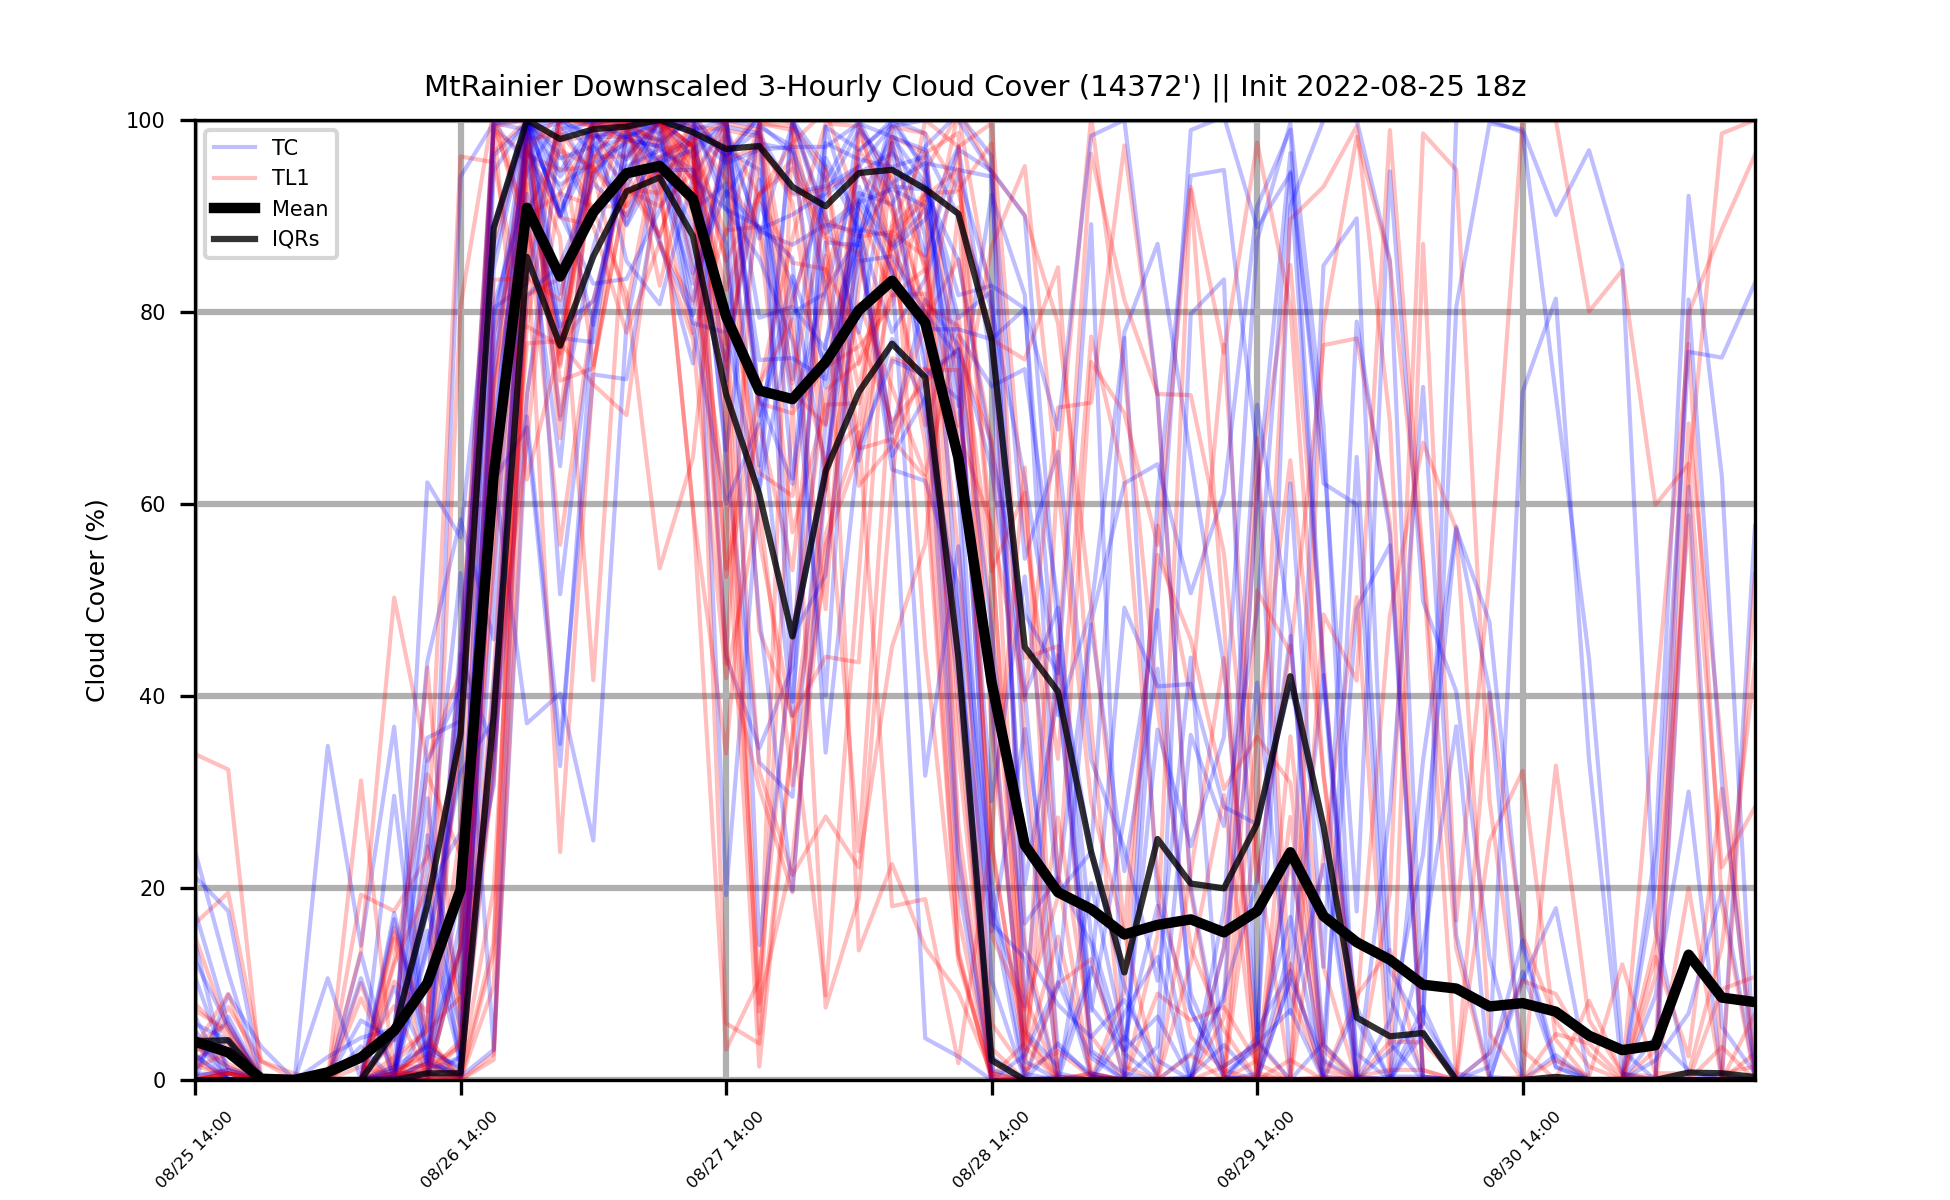 MtRainier Downscaled 3-Hourly Cloud Cover (14372') || Init 2022-08-25 18z
TC
TL1
Mean
IQRs
Cloud Cover (%)
100
80
60
40
20
0
08/25 14:00
08/26 14:00
08/27 14:00
08/28 14:00
08/29 14:00
08/30 14:00